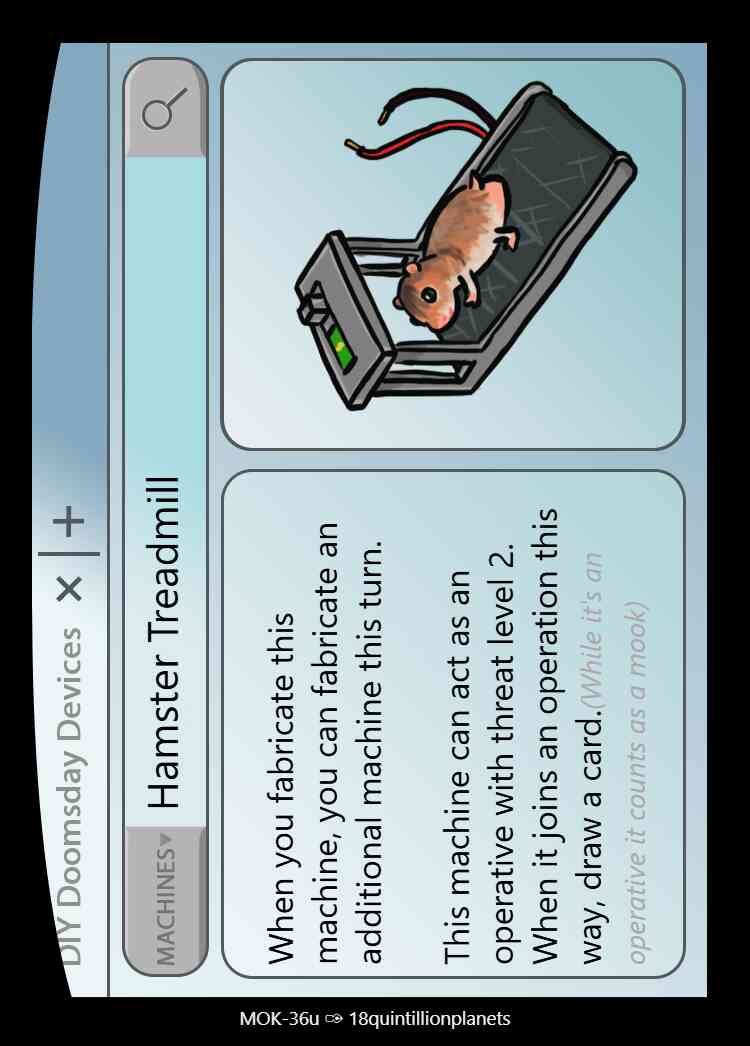 DIY Doomsday Devices × | +
MACHINES▾ Hamster Treadmill
When you fabricate this
machine, you can fabricate an
additional machine this turn.
This machine can act as an
operative with threat level 2.
When it joins an operation this
way, draw a card.(While it's an
operative it counts as a mook)
MOK-36u ✑ 18quintillionplanets